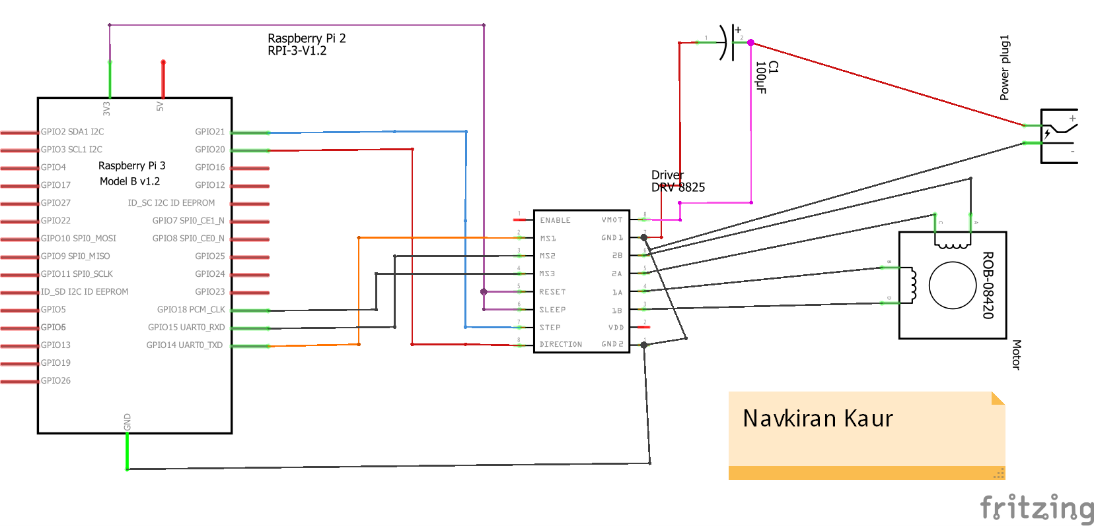 Raspberry Pi 2
RPI-3-V1.2
3V3
5V
Raspberry Pi 3
Model B v1.2
GPIO2 SDA1 I2C
GPIO3 SCL1 I2C
GPIO4
GPIO17
GPIO27
GPIO22
GIPO10 SPI0_MOSI
GPIO9 SPI0_MISO
GPIO11 SPI0_SCLK
ID_SD I2C ID EEPROM
GPIO5
GPIO6
GPIO13
GPIO19
GPIO26
GPIO21
GPIO20
GPIO16
GPIO12
ID_SC I2C ID EEPROM
GPIO7 SPI0_CE1_N
GPIO8 SPI0_CE0_N
GPIO25
GPIO24
GPIO23
GPIO18 PCM_CLK
GPIO15 UART0_RXD
GPIO14 UART0_TXD
GND
Driver
DRV 8825
ENABLE
MS1
MS2
MS3
RESET
SLEEP
STEP
DIRECTION
VMOT
GND1
2B
2A
1A
1B
VDD
GND2
+
C1
100µF
Power plug1
+
-
ROB-08420
Motor
Navkiran Kaur
fritzing